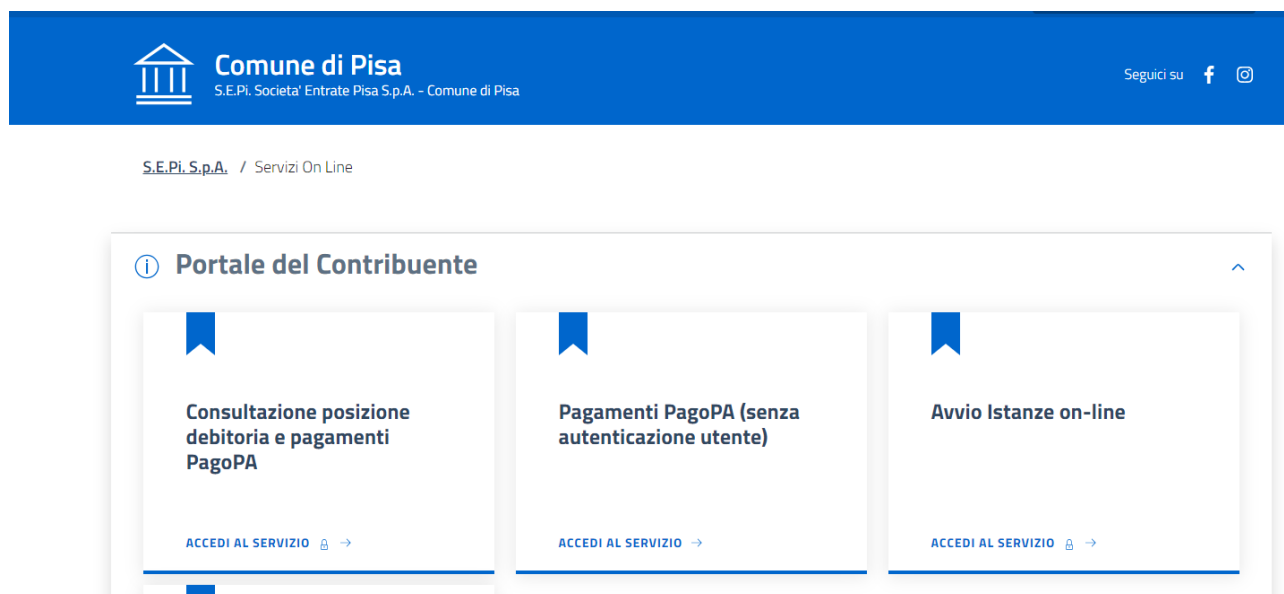 Comune di Pisa
S.E.Pi. Societa' Entrate Pisa S.p.A. - Comune di Pisa
Seguici su
S.E.Pi. S.p.A. / Servizi On Line
Portale del Contribuente
Consultazione posizione
debitoria e pagamenti
PagoPA
ACCEDI AL SERVIZIO
Pagamenti PagoPA (senza
autenticazione utente)
ACCEDI AL SERVIZIO
Avvio Istanze on-line
ACCEDI AL SERVIZIO